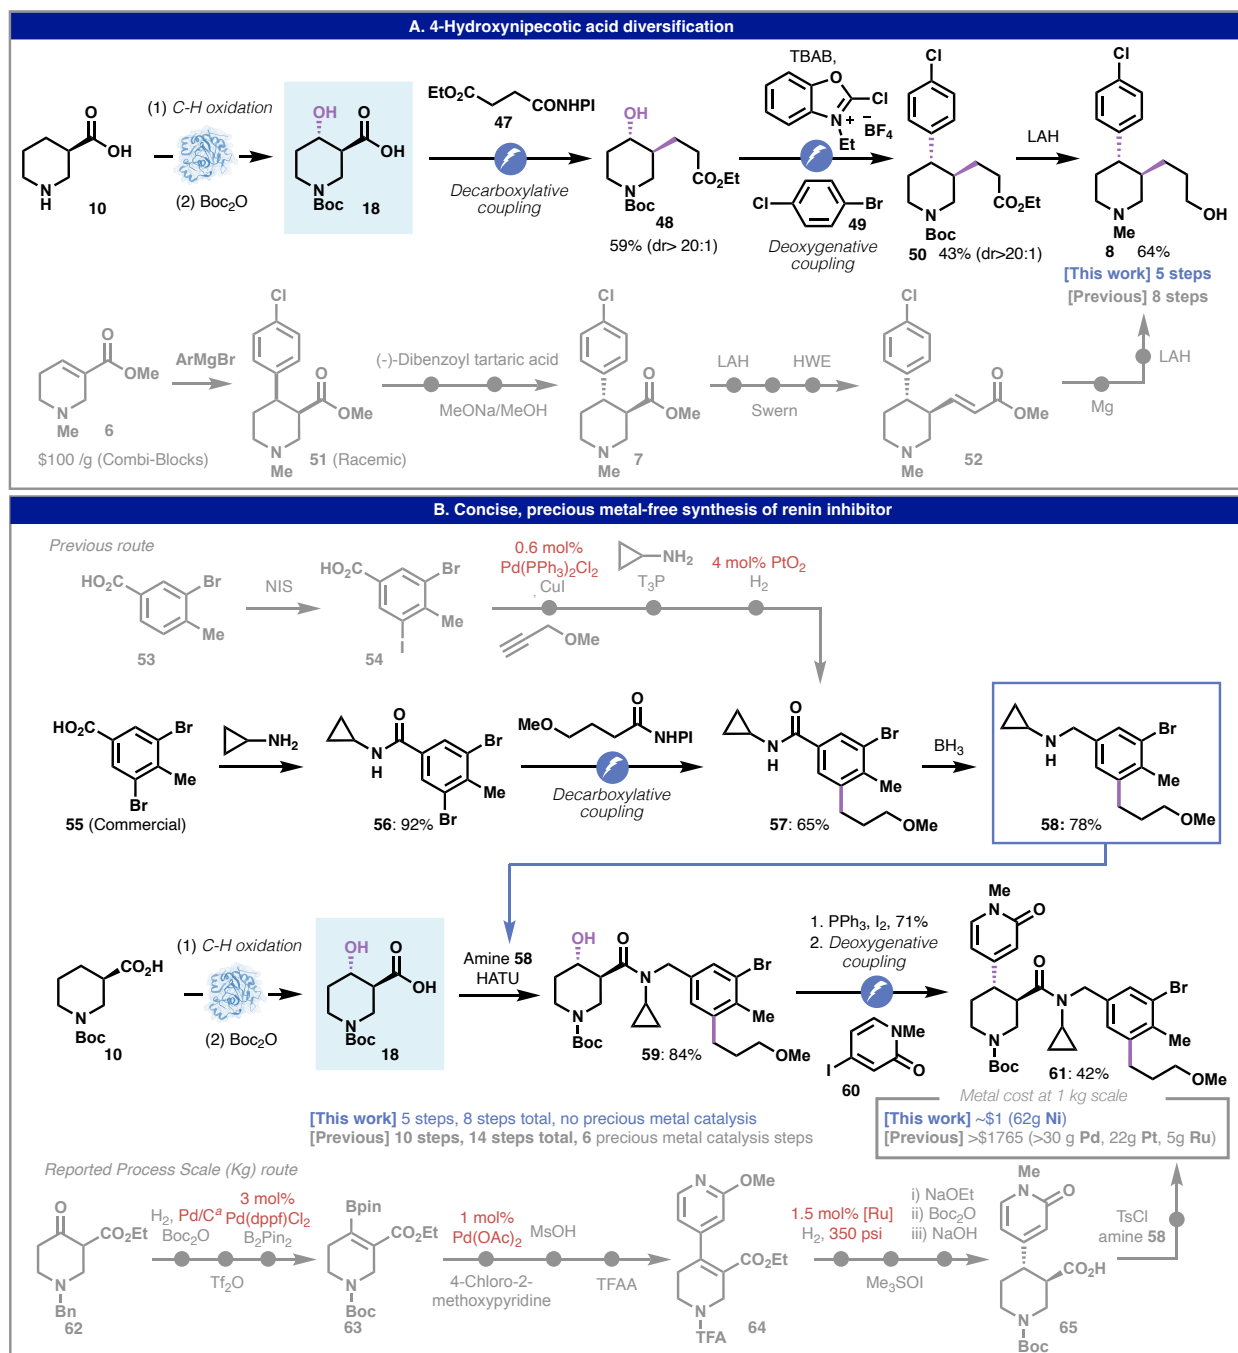 A. 4-Hydroxynipecotic acid diversification
(1) C-H oxidation
(2) Boc2O
O
OH
N
H
10
OH
O
OH
N
Boc
18
EtO2C
CONHPI
47
Decarboxylative
coupling
OH
N
Boc
CO2Et
48
59% (dr> 20:1)
TBAB,
O
Cl
N
+
−
BF4
Et
Cl
Br
49
Deoxygenative
coupling
Cl
N
Boc
CO2Et
50 43% (dr>20:1)
LAH
Cl
N
Me
OH
8 64%
[This work] 5 steps
[Previous] 8 steps
O
OMe
N
Me
6
$100 /g (Combi-Blocks)
ArMgBr
Cl
O
OMe
N
Me
51 (Racemic)
(-)-Dibenzoyl tartaric acid
MeONa/MeOH
Cl
O
OMe
N
Me
7
LAH
HWE
Swern
Cl
O
OMe
N
Me
52
Mg
LAH
B. Concise, precious metal-free synthesis of renin inhibitor
Previous route
HO2C
Br
Me
53
NIS
HO2C
Br
Me
I
54
0.6 mol%
Pd(PPh3)2Cl2
, CuI
OMe
NH2
T3P
4 mol% PtO2
H2
HO2C
Br
Me
Br
55 (Commercial)
NH2
O
N
H
Br
Me
Br
56: 92%
MeO
O
NHPI
Decarboxylative
coupling
O
N
H
Br
Me
OMe
57: 65%
BH3
N
H
Br
Me
OMe
58: 78%
CO2H
N
Boc
10
(1) C-H oxidation
(2) Boc2O
OH
O
OH
N
Boc
18
Amine 58
HATU
OH
O
N
Br
Me
OMe
N
Boc
59: 84%
1. PPh3, I2, 71%
2. Deoxygenative
coupling
N
Me
O
I
60
Me
N
O
O
N
Br
Me
OMe
N
Boc
61: 42%
Metal cost at 1 kg scale
[This work] ~$1 (62g Ni)
[Previous] >$1765 (>30 g Pd, 22g Pt, 5g Ru)
[This work] 5 steps, 8 steps total, no precious metal catalysis
[Previous] 10 steps, 14 steps total, 6 precious metal catalysis steps
Reported Process Scale (Kg) route
O
CO2Et
N
Bn
62
H2, Pd/Ca
Boc2O
Tf2O
3 mol%
Pd(dppf)Cl2
B2Pin2
Bpin
CO2Et
N
Boc
63
1 mol%
Pd(OAc)2
4-Chloro-2-
methoxypyridine
MsOH
TFAA
N
OMe
CO2Et
N
TFA
64
1.5 mol% [Ru]
H2, 350 psi
Me3SOI
i) NaOEt
ii) Boc2O
iii) NaOH
Me
N
O
CO2H
N
Boc
65
TsCl
amine 58